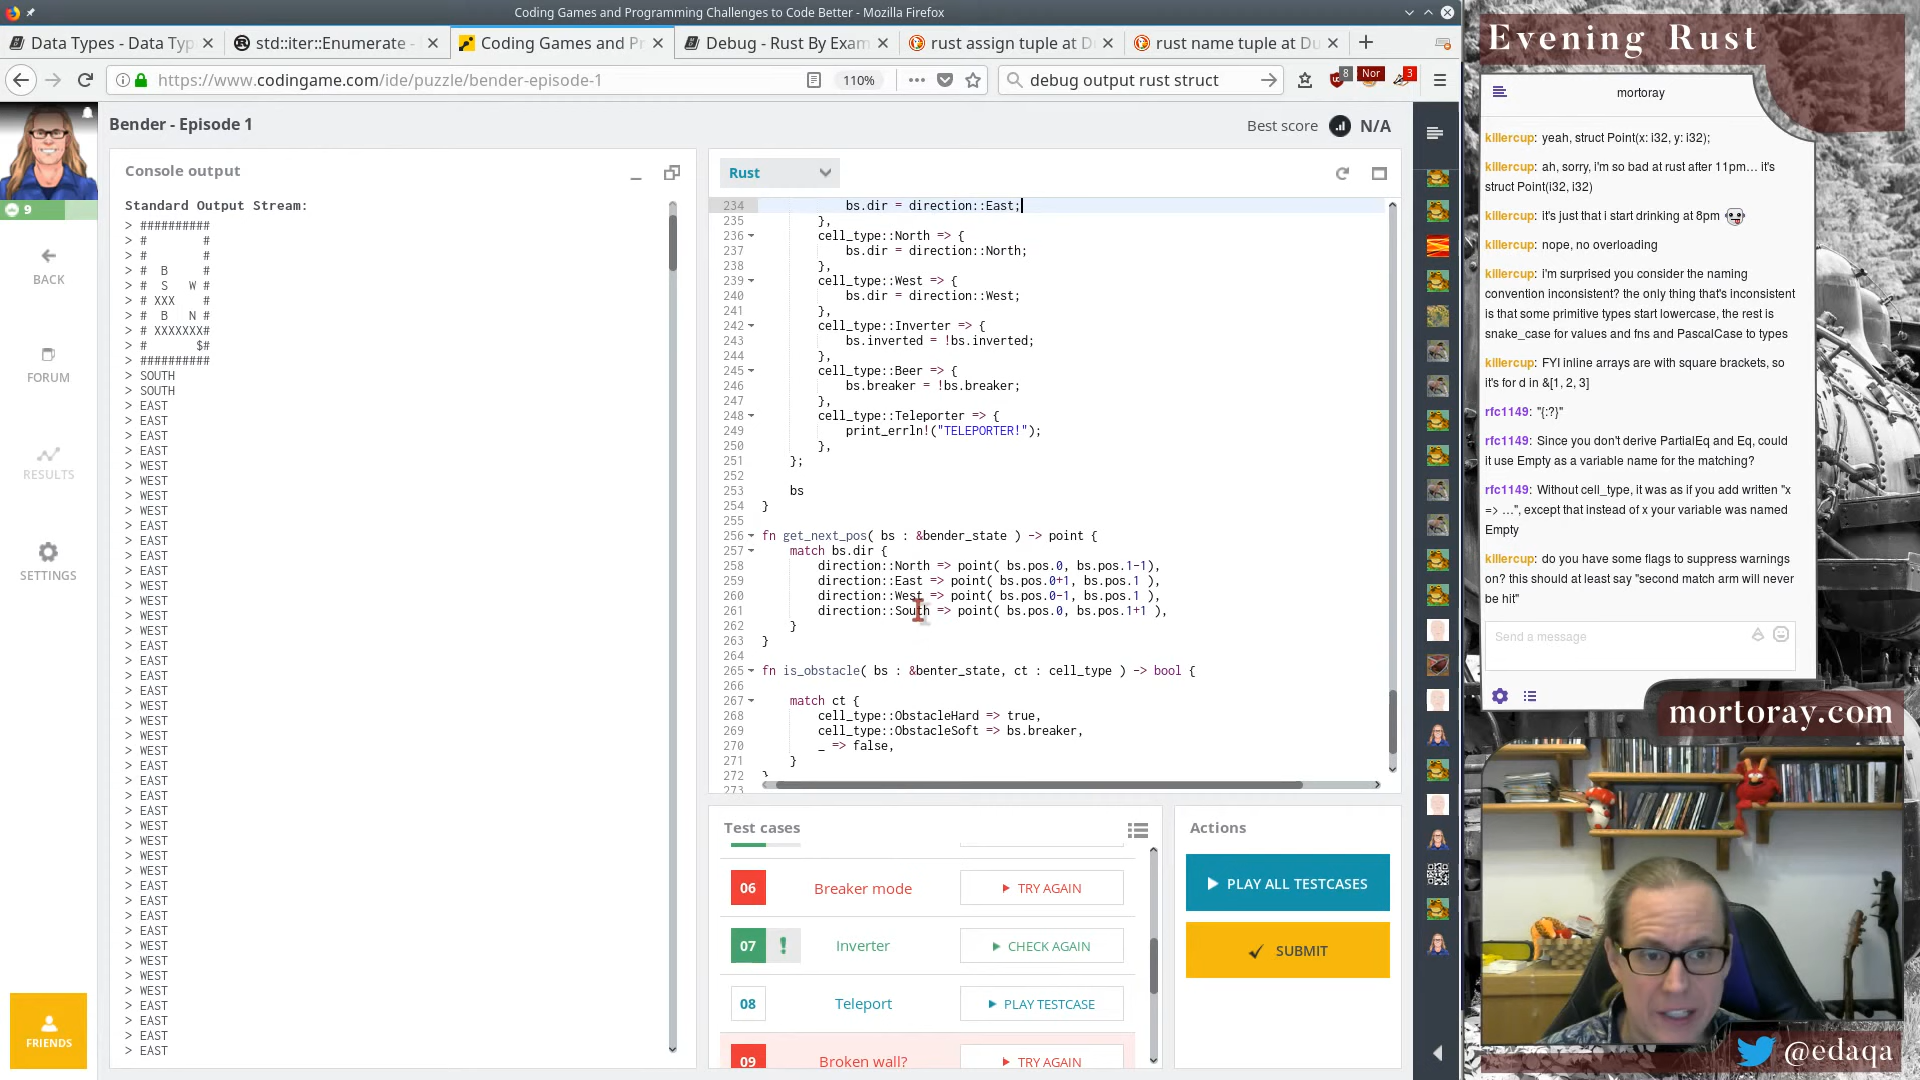 Coding Games and Programming Challenges to Code Better - Mozilla Firefox
Data Types - Data Typ
std::iter::Enumerate -
Coding Games and Pr
Debug - Rust By Exam
rust assign tuple at D
rust name tuple at Du
https://www.codingame.com/ide/puzzle/bender-episode-1
110%
debug output rust struct
8
Nor
3
9
BACK
FORUM
RESULTS
SETTINGS
FRIENDS
Bender - Episode 1
Best score N/A
Console output
Standard Output Stream:
> ##########
> #        #
> #        #
> #  B     #
> #  S   W #
> # XXX    #
> #  B   N #
> # XXXXXXX#
> #       $#
> ##########
> SOUTH
> SOUTH
> EAST
> EAST
> EAST
> EAST
> WEST
> WEST
> WEST
> WEST
> EAST
> EAST
> EAST
> EAST
> WEST
> WEST
> WEST
> WEST
> EAST
> EAST
> EAST
> EAST
> WEST
> WEST
> WEST
> WEST
> EAST
> EAST
> EAST
> EAST
> WEST
> WEST
> WEST
> WEST
> EAST
> EAST
> EAST
> EAST
> WEST
> WEST
> WEST
> WEST
> EAST
> EAST
> EAST
> EAST
Rust
234 bs.dir = direction::East;
235 },
236 cell_type::North => {
237 bs.dir = direction::North;
238 },
239 cell_type::West => {
240 bs.dir = direction::West;
241 },
242 cell_type::Inverter => {
243 bs.inverted = !bs.inverted;
244 },
245 cell_type::Beer => {
246 bs.breaker = !bs.breaker;
247 },
248 cell_type::Teleporter => {
249 print_errln!("TELEPORTER!");
250 },
251 };
252
253 bs
254 }
255
256 fn get_next_pos( bs : &bender_state ) -> point {
257 match bs.dir {
258 direction::North => point( bs.pos.0, bs.pos.1-1),
259 direction::East => point( bs.pos.0+1, bs.pos.1 ),
260 direction::West => point( bs.pos.0-1, bs.pos.1 ),
261 direction::South => point( bs.pos.0, bs.pos.1+1 ),
262 }
263 }
264
265 fn is_obstacle( bs : &benter_state, ct : cell_type ) -> bool {
266
267 match ct {
268 cell_type::ObstacleHard => true,
269 cell_type::ObstacleSoft => bs.breaker,
270 _ => false,
271 }
272 }
273
Test cases
06 Breaker mode TRY AGAIN
07 ! Inverter CHECK AGAIN
08 Teleport PLAY TESTCASE
09 Broken wall? TRY AGAIN
Actions
PLAY ALL TESTCASES
SUBMIT
Evening Rust
mortoray
killercup: yeah, struct Point(x: i32, y: i32);
killercup: ah, sorry, i'm so bad at rust after 11pm… it's
struct Point(i32, i32)
killercup: it's just that i start drinking at 8pm
killercup: nope, no overloading
killercup: i'm surprised you consider the naming
convention inconsistent? the only thing that's inconsistent
is that some primitive types start lowercase, the rest is
snake_case for values and fns and PascalCase to types
killercup: FYI inline arrays are with square brackets, so
it's for d in &[1, 2, 3]
rfc1149: "{:?}"
rfc1149: Since you don't derive PartialEq and Eq, could
it use Empty as a variable name for the matching?
rfc1149: Without cell_type, it was as if you add written "x
=> …", except that instead of x your variable was named
Empty
killercup: do you have some flags to suppress warnings
on? this should at least say "second match arm will never
be hit"
Send a message
mortoray.com
@edaqa